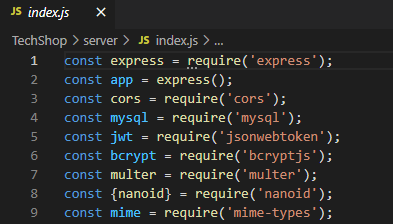 JS index.js ×
TechShop > server > JS index.js > ...
1 const express = require('express');
2 const app = express();
3 const cors = require('cors');
4 const mysql = require('mysql');
5 const jwt = require('jsonwebtoken');
6 const bcrypt = require('bcryptjs');
7 const multer = require('multer');
8 const {nanoid} = require('nanoid');
9 const mime = require('mime-types');